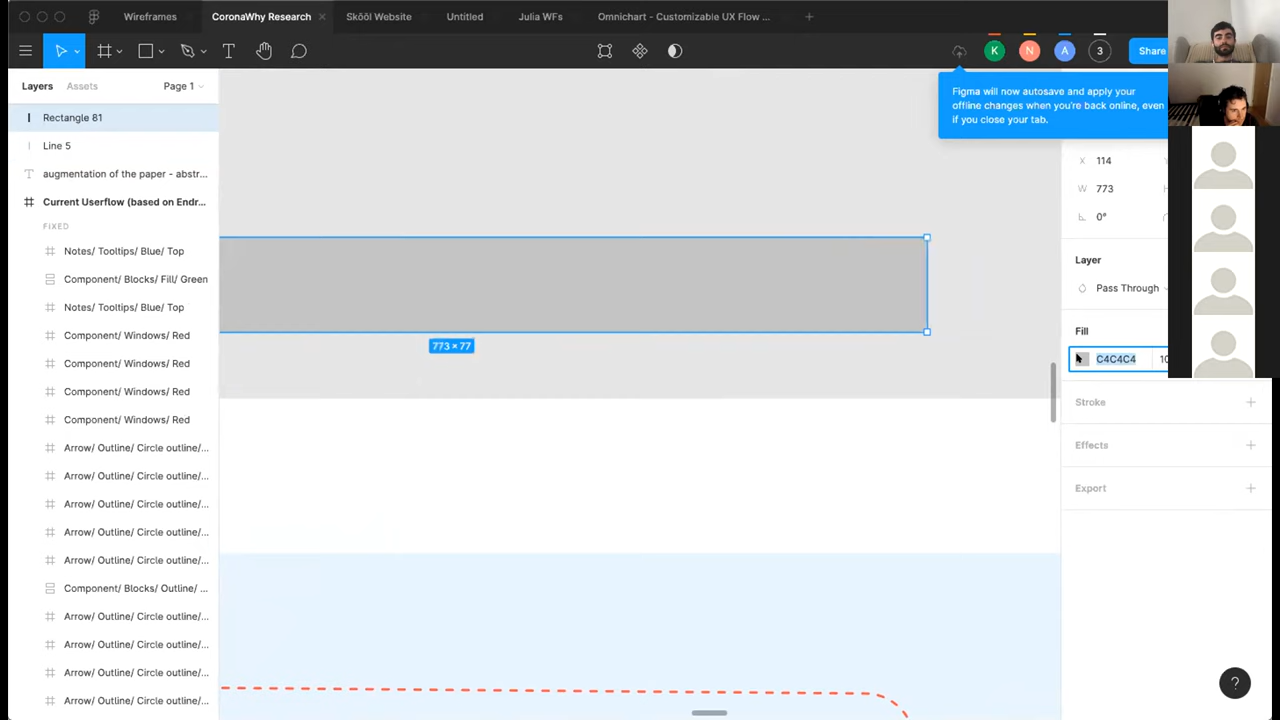 Wireframes
CoronaWhy Research
Skōōl Website
Untitled
Julia WFs
Omnichart - Customizable UX Flow ...
K
N
A
3
Share
Layers
Assets
Page 1
Figma will now autosave and apply your
offline changes when you're back online, even
if you close your tab.
Rectangle 81
Line 5
augmentation of the paper - abstr...
Current Userflow (based on Endr...
FIXED
Notes/ Tooltips/ Blue/ Top
Component/ Blocks/ Fill/ Green
Notes/ Tooltips/ Blue/ Top
Component/ Windows/ Red
Component/ Windows/ Red
Component/ Windows/ Red
Component/ Windows/ Red
Arrow/ Outline/ Circle outline/...
Arrow/ Outline/ Circle outline/...
Arrow/ Outline/ Circle outline/...
Arrow/ Outline/ Circle outline/...
Arrow/ Outline/ Circle outline/...
Component/ Blocks/ Outline/ ...
Arrow/ Outline/ Circle outline/...
Arrow/ Outline/ Circle outline/...
Arrow/ Outline/ Circle outline/...
Arrow/ Outline/ Circle outline/...
773 × 77
X 114
W 773
0°
Layer
Pass Through
Fill
C4C4C4
10
Stroke
Effects
Export
?